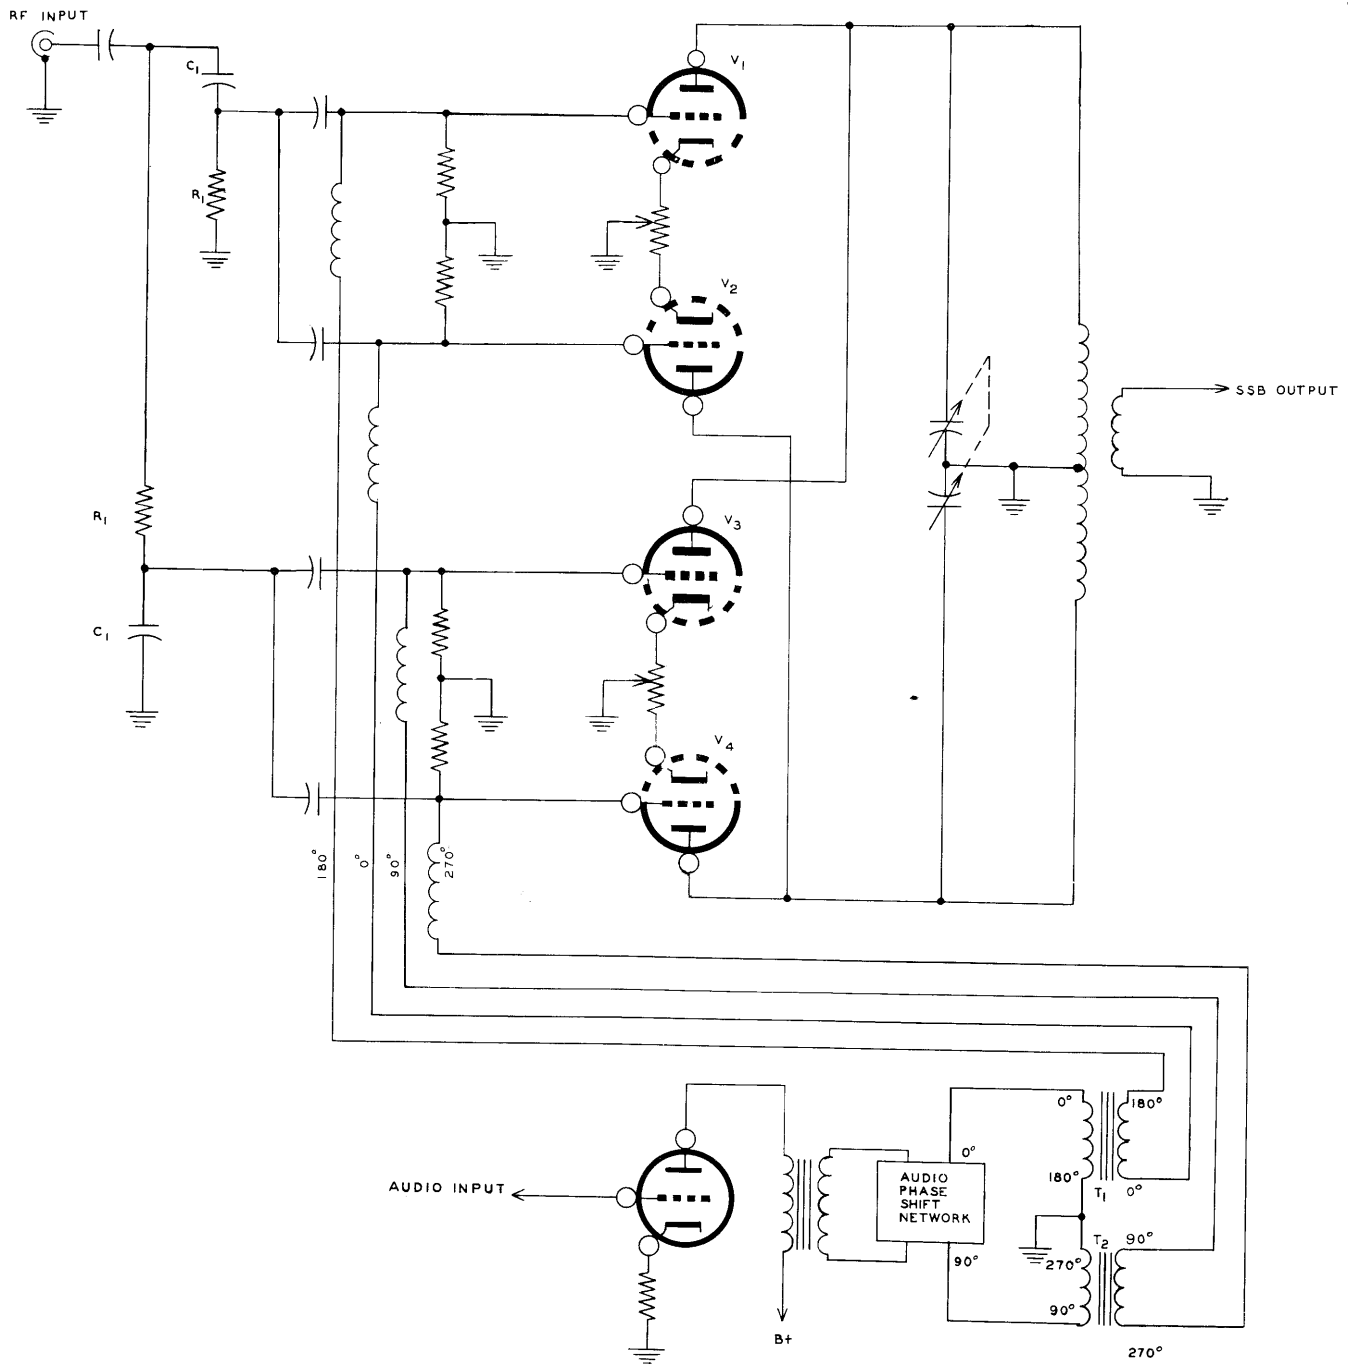 RF INPUT
C1
V1
R1
V2
SSB OUTPUT
R1
V3
C1
V4
180°
0°
90°
270°
0°
180°
0°
AUDIO INPUT
AUDIO
PHASE
SHIFT
NETWORK
180°
T1
0°
T2
90°
90°
270°
90°
B+
270°